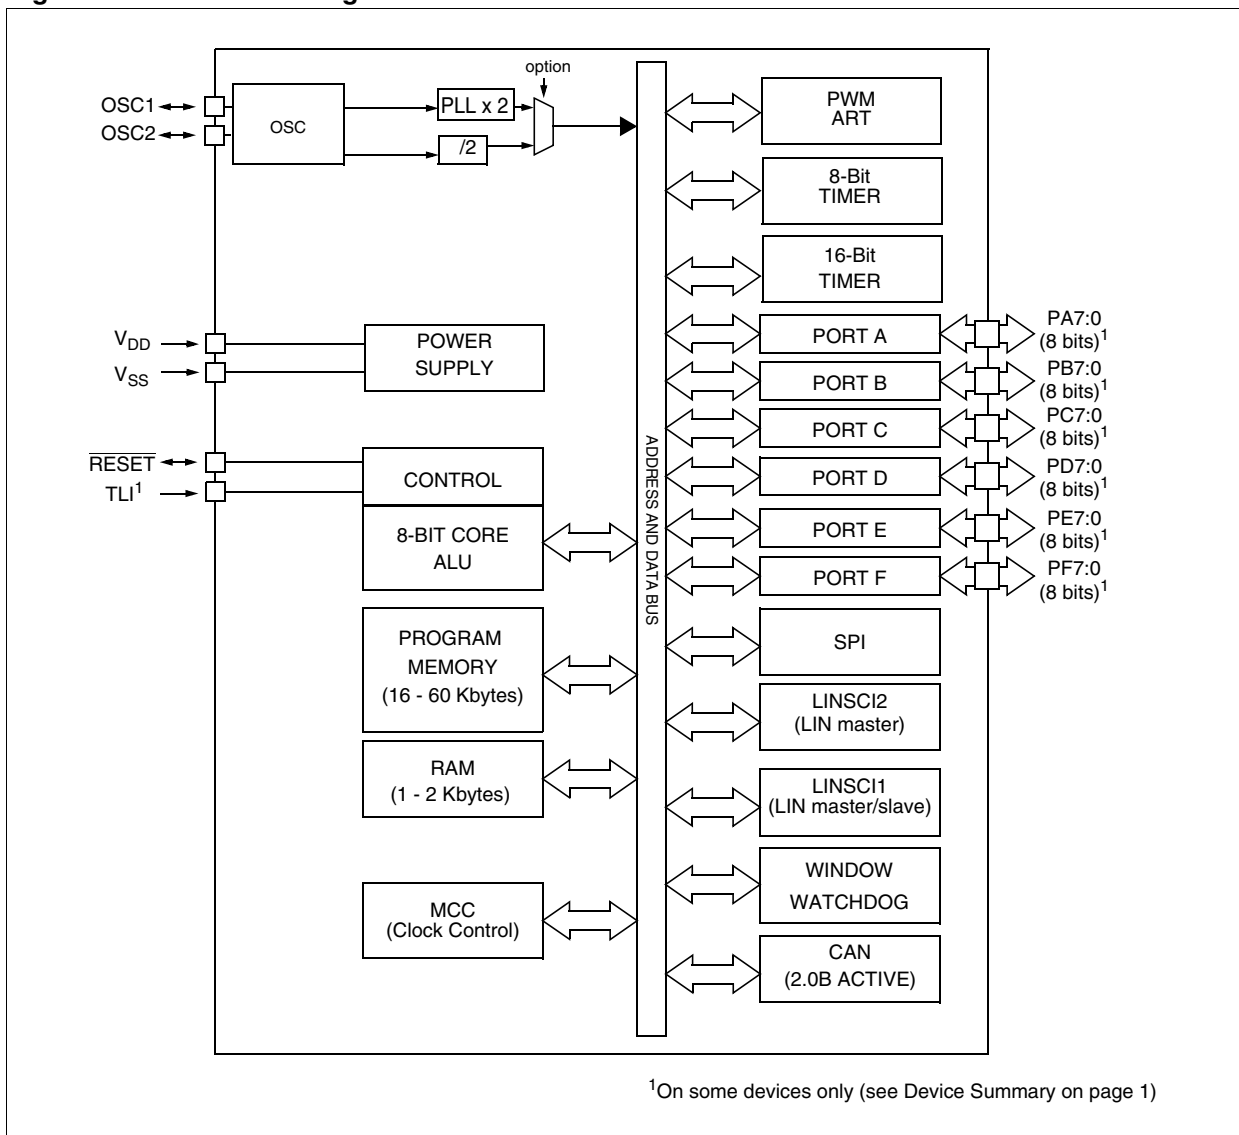 option
OSC1
OSC2
OSC
PLL x 2
/2
PWM
ART
8-Bit
TIMER
16-Bit
TIMER
VDD
VSS
POWER
SUPPLY
PORT A
PA7:0
(8 bits)1
PORT B
PB7:0
(8 bits)1
PORT C
PC7:0
(8 bits)1
RESET
TLI1
CONTROL
8-BIT CORE
ALU
ADDRESS AND DATA BUS
PORT D
PD7:0
(8 bits)1
PORT E
PE7:0
(8 bits)1
PORT F
PF7:0
(8 bits)1
PROGRAM
MEMORY
(16 - 60 Kbytes)
SPI
LINSCI2
(LIN master)
RAM
(1 - 2 Kbytes)
LINSCI1
(LIN master/slave)
WINDOW
WATCHDOG
MCC
(Clock Control)
CAN
(2.0B ACTIVE)
1On some devices only (see Device Summary on page 1)